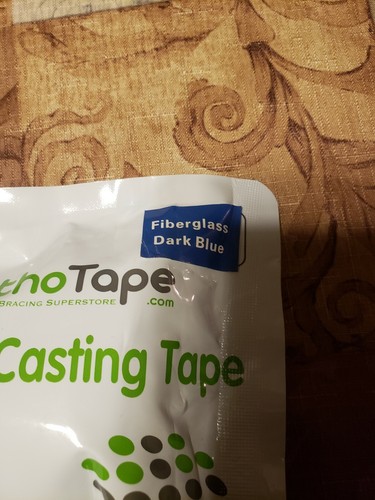 Fiberglass
Dark Blue
thoTape
BRACING SUPERSTORE .com
Casting Tape